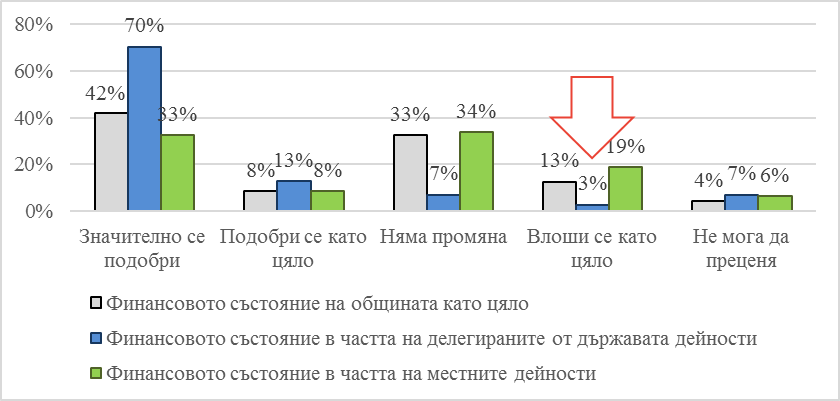 80%
60%
40%
20%
0%
42%
70%
33%
8%
13%
8%
33%
7%
34%
13%
3%
19%
4%
7%
6%
Значително се
подобри
Подобри се като
цяло
Няма промяна
Влоши се като
цяло
Не мога да
преценя
Финансовото състояние на общината като цяло
Финансовото състояние в частта на делегираните от държавата дейности
Финансовото състояние в частта на местните дейности